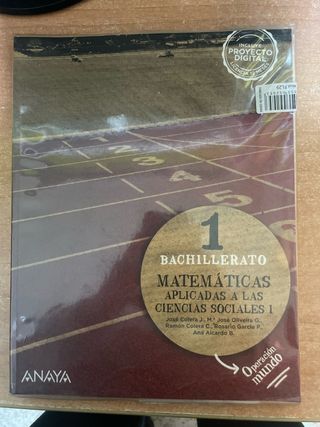 INCLUYE
PROYECTO
DIGITAL
1
BACHILLERATO
MATEMÁTICAS
APLICADAS A LAS
CIENCIAS SOCIALES I
José Colera J., Mª José Oliveira G.,
Ramón Colera C., Rosario García P.,
Ana Aicardo B.
Operación
mundo
ANAYA